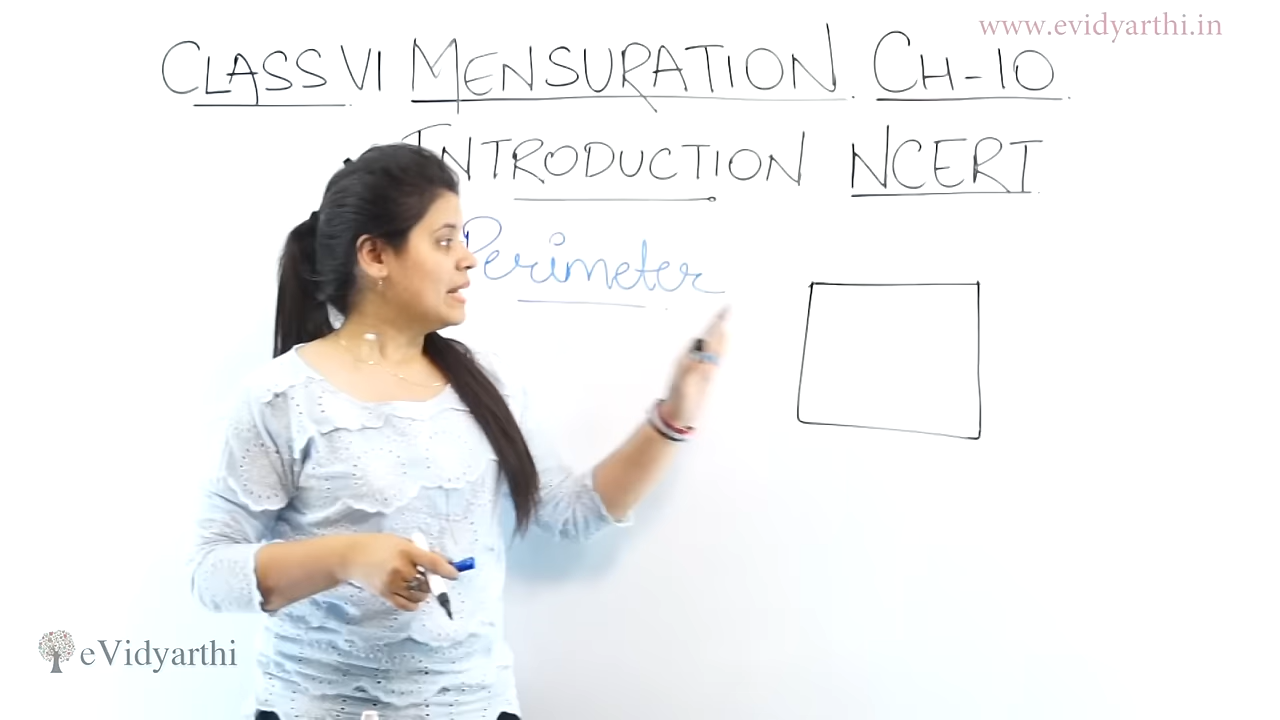 www.evidyarthi.in
CLASS VI MENSURATION CH-10
INTRODUCTION NCERT
Perimeter
eVidyarthi